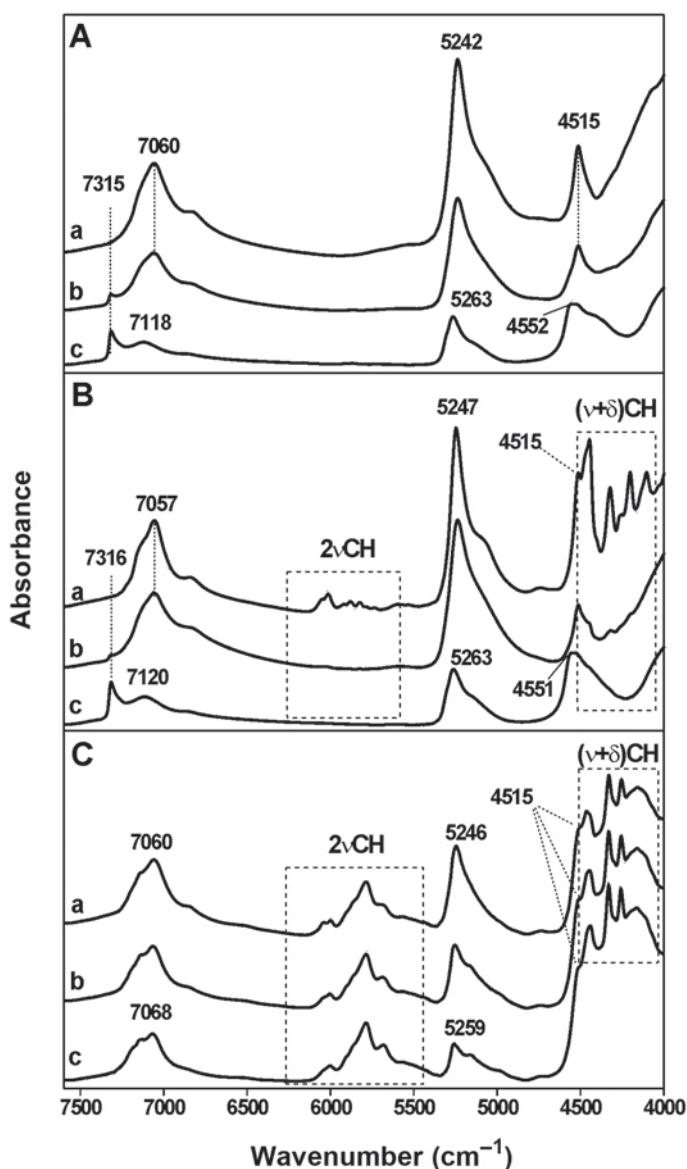 A
5242
7060
4515
7315
a
b
5263
7118
4552
c
B
5247
(ν+δ)CH
4515
7057
2νCH
7316
a
b
5263
7120
4551
c
C
(ν+δ)CH
4515
2νCH
5246
7060
a
b
7068
5259
c
Absorbance
7500 7000 6500 6000 5500 5000 4500 4000
Wavenumber (cm⁻¹)